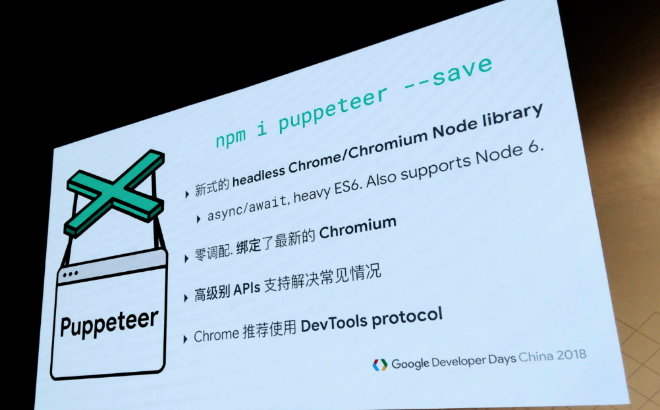 npm i puppeteer --save
新式的 headless Chrome/Chromium Node library
async/await, heavy ES6. Also supports Node 6.
零调配. 绑定了最新的 Chromium
高级别 APIs 支持解决常见情况
Chrome 推荐使用 DevTools protocol
Puppeteer
Google Developer Days China 2018